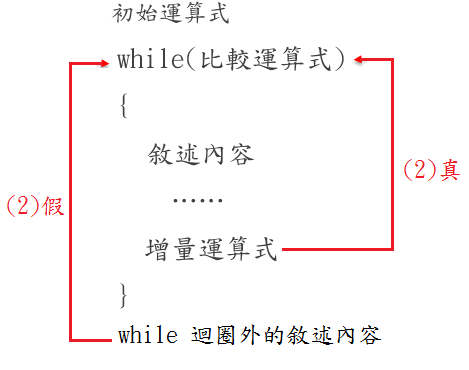 初始運算式
while(比較運算式)
{
敘述內容
(2)真
(2)假
......
增量運算式
}
while 迴圈外的敘述內容